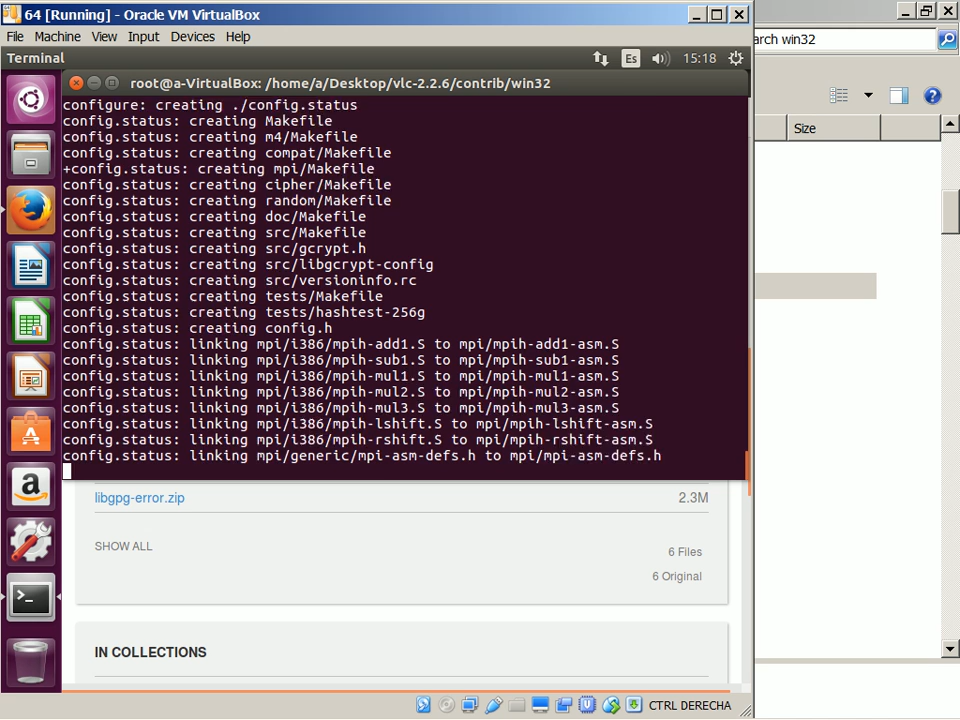 64 [Running] - Oracle VM VirtualBox
File Machine View Input Devices Help
arch win32
Terminal
Es
15:18
root@a-VirtualBox: /home/a/Desktop/vlc-2.2.6/contrib/win32
Size
configure: creating ./config.status
config.status: creating Makefile
config.status: creating m4/Makefile
config.status: creating compat/Makefile
+config.status: creating mpi/Makefile
config.status: creating cipher/Makefile
config.status: creating random/Makefile
config.status: creating doc/Makefile
config.status: creating src/Makefile
config.status: creating src/gcrypt.h
config.status: creating src/libgcrypt-config
config.status: creating src/versioninfo.rc
config.status: creating tests/Makefile
config.status: creating tests/hashtest-256g
config.status: creating config.h
config.status: linking mpi/i386/mpih-add1.S to mpi/mpih-add1-asm.S
config.status: linking mpi/i386/mpih-sub1.S to mpi/mpih-sub1-asm.S
config.status: linking mpi/i386/mpih-mul1.S to mpi/mpih-mul1-asm.S
config.status: linking mpi/i386/mpih-mul2.S to mpi/mpih-mul2-asm.S
config.status: linking mpi/i386/mpih-mul3.S to mpi/mpih-mul3-asm.S
config.status: linking mpi/i386/mpih-lshift.S to mpi/mpih-lshift-asm.S
config.status: linking mpi/i386/mpih-rshift.S to mpi/mpih-rshift-asm.S
config.status: linking mpi/generic/mpi-asm-defs.h to mpi/mpi-asm-defs.h
libgpg-error.zip 2.3M
SHOW ALL
6 Files
6 Original
IN COLLECTIONS
CTRL DERECHA